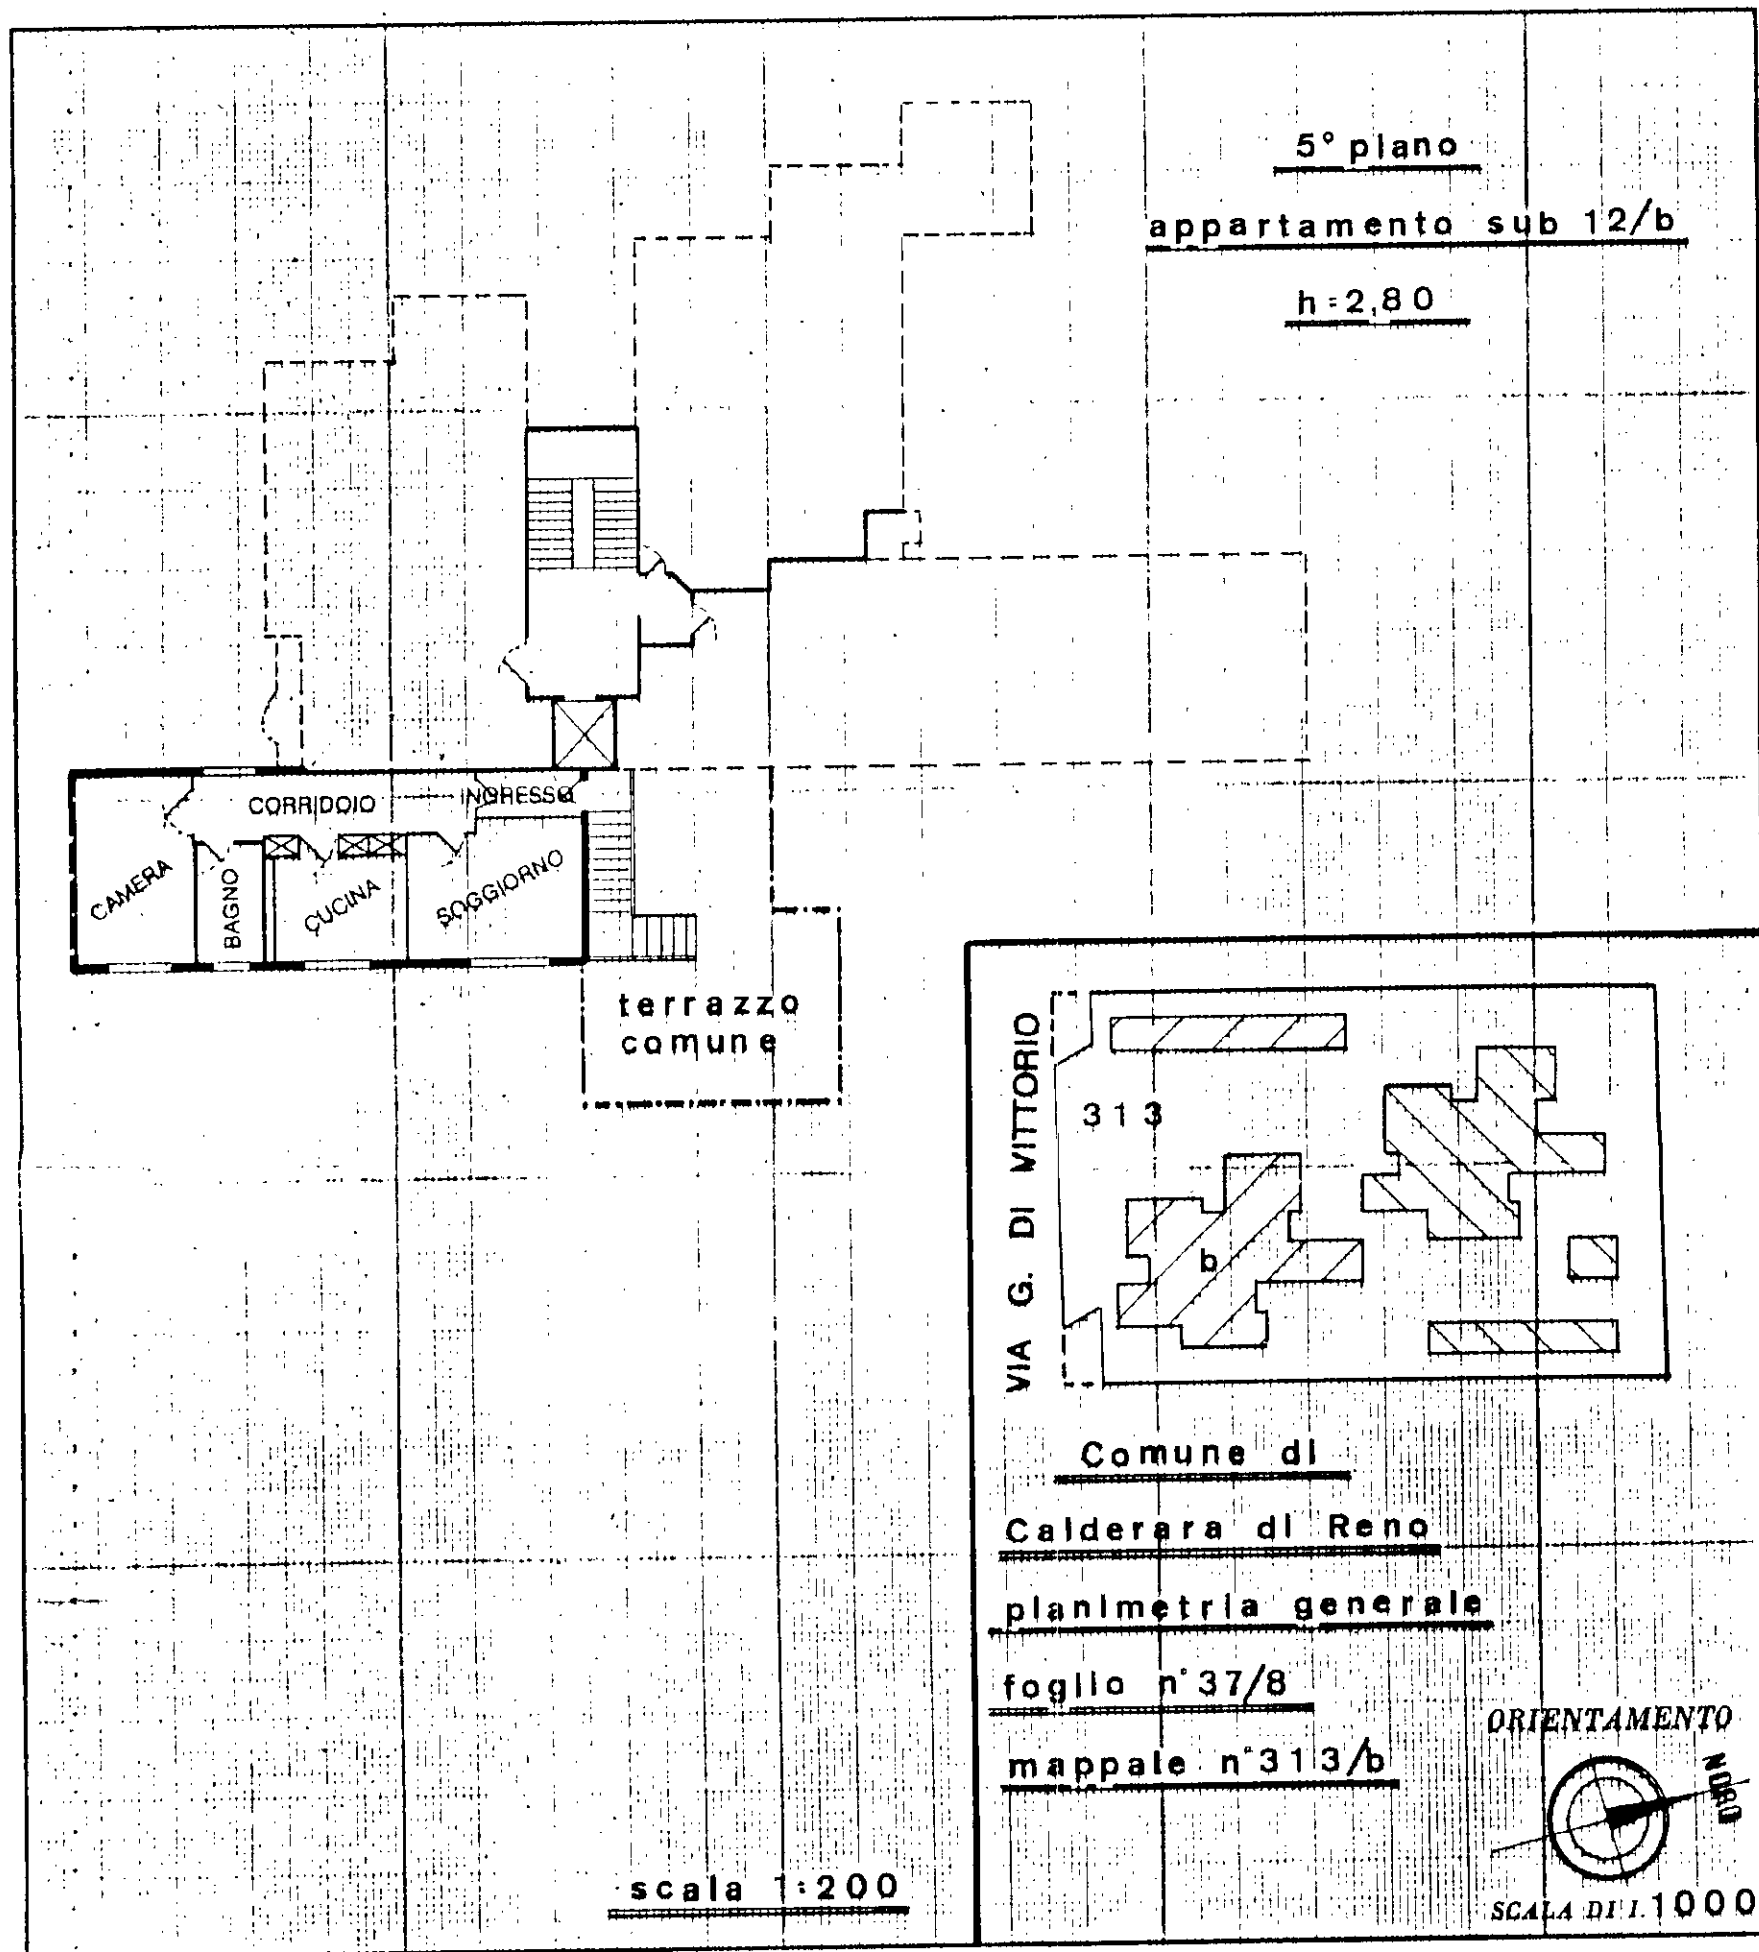 5° piano
appartamento sub 12/b
h=2,80
CORRIDOIO
INGRESSO
CAMERA
BAGNO
CUCINA
SOGGIORNO
terrazzo
comune
VIA G. DI VITTORIO
313
b
Comune di
Calderara di Reno
planimetria generale
foglio n° 37/8
mappale n° 313/b
ORIENTAMENTO
NORD
scala 1:200
SCALA DI 1: 1000